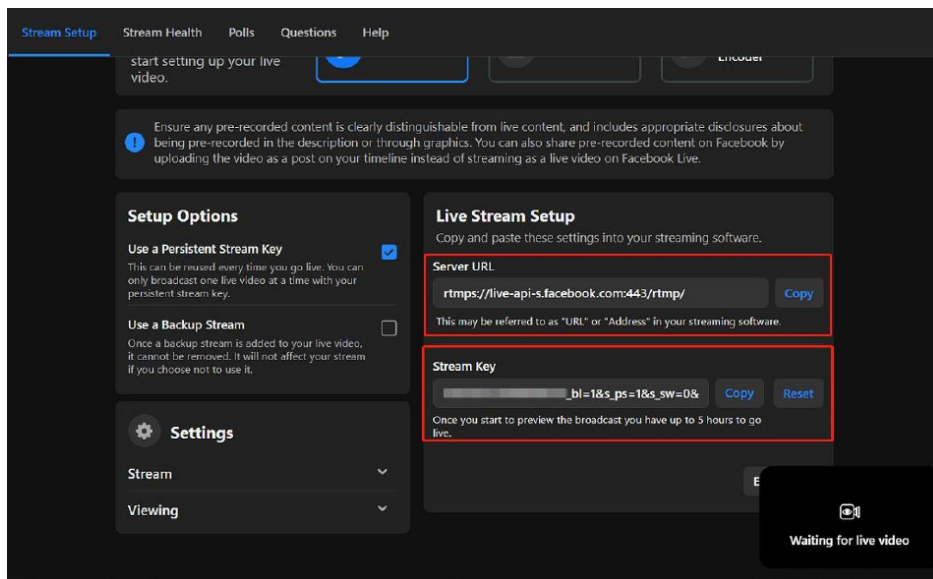 Stream Setup Stream Health Polls Questions Help
start setting up your live
video.
Encoder
Ensure any pre-recorded content is clearly distinguishable from live content, and includes appropriate disclosures about
being pre-recorded in the description or through graphics. You can also share pre-recorded content on Facebook by
uploading the video as a post on your timeline instead of streaming as a live video on Facebook Live.
Setup Options
Use a Persistent Stream Key
This can be reused every time you go live. You can
only broadcast one live video at a time with your
persistent stream key.
Use a Backup Stream
Once a backup stream is added to your live video,
it cannot be removed. It will not affect your stream
if you choose not to use it.
Settings
Stream
Viewing
Live Stream Setup
Copy and paste these settings into your streaming software.
Server URL
rtmps://live-api-s.facebook.com:443/rtmp/ Copy
This may be referred to as "URL" or "Address" in your streaming software.
Stream Key
_bl=1&s_ps=1&s_sw=0& Copy Reset
Once you start to preview the broadcast you have up to 5 hours to go
live.
Waiting for live video